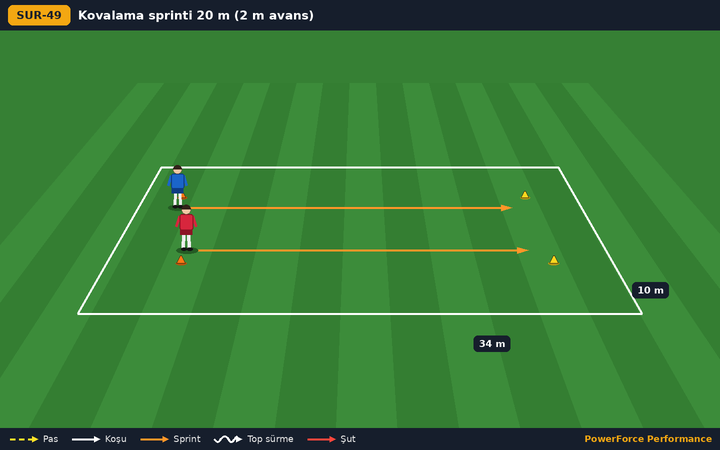 SUR-49 Kovalama sprinti 20 m (2 m avans)
10 m
34 m
Pas Koşu Sprint Top sürme Şut PowerForce Performance